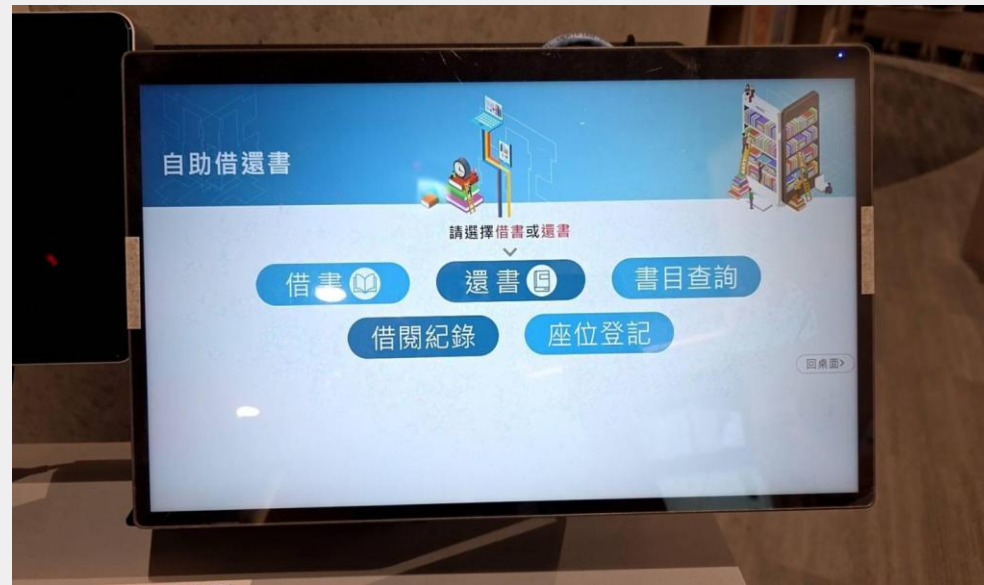 自助借還書
請選擇借書或還書
借書
還書
書目查詢
借閱紀錄
座位登記
回桌面>